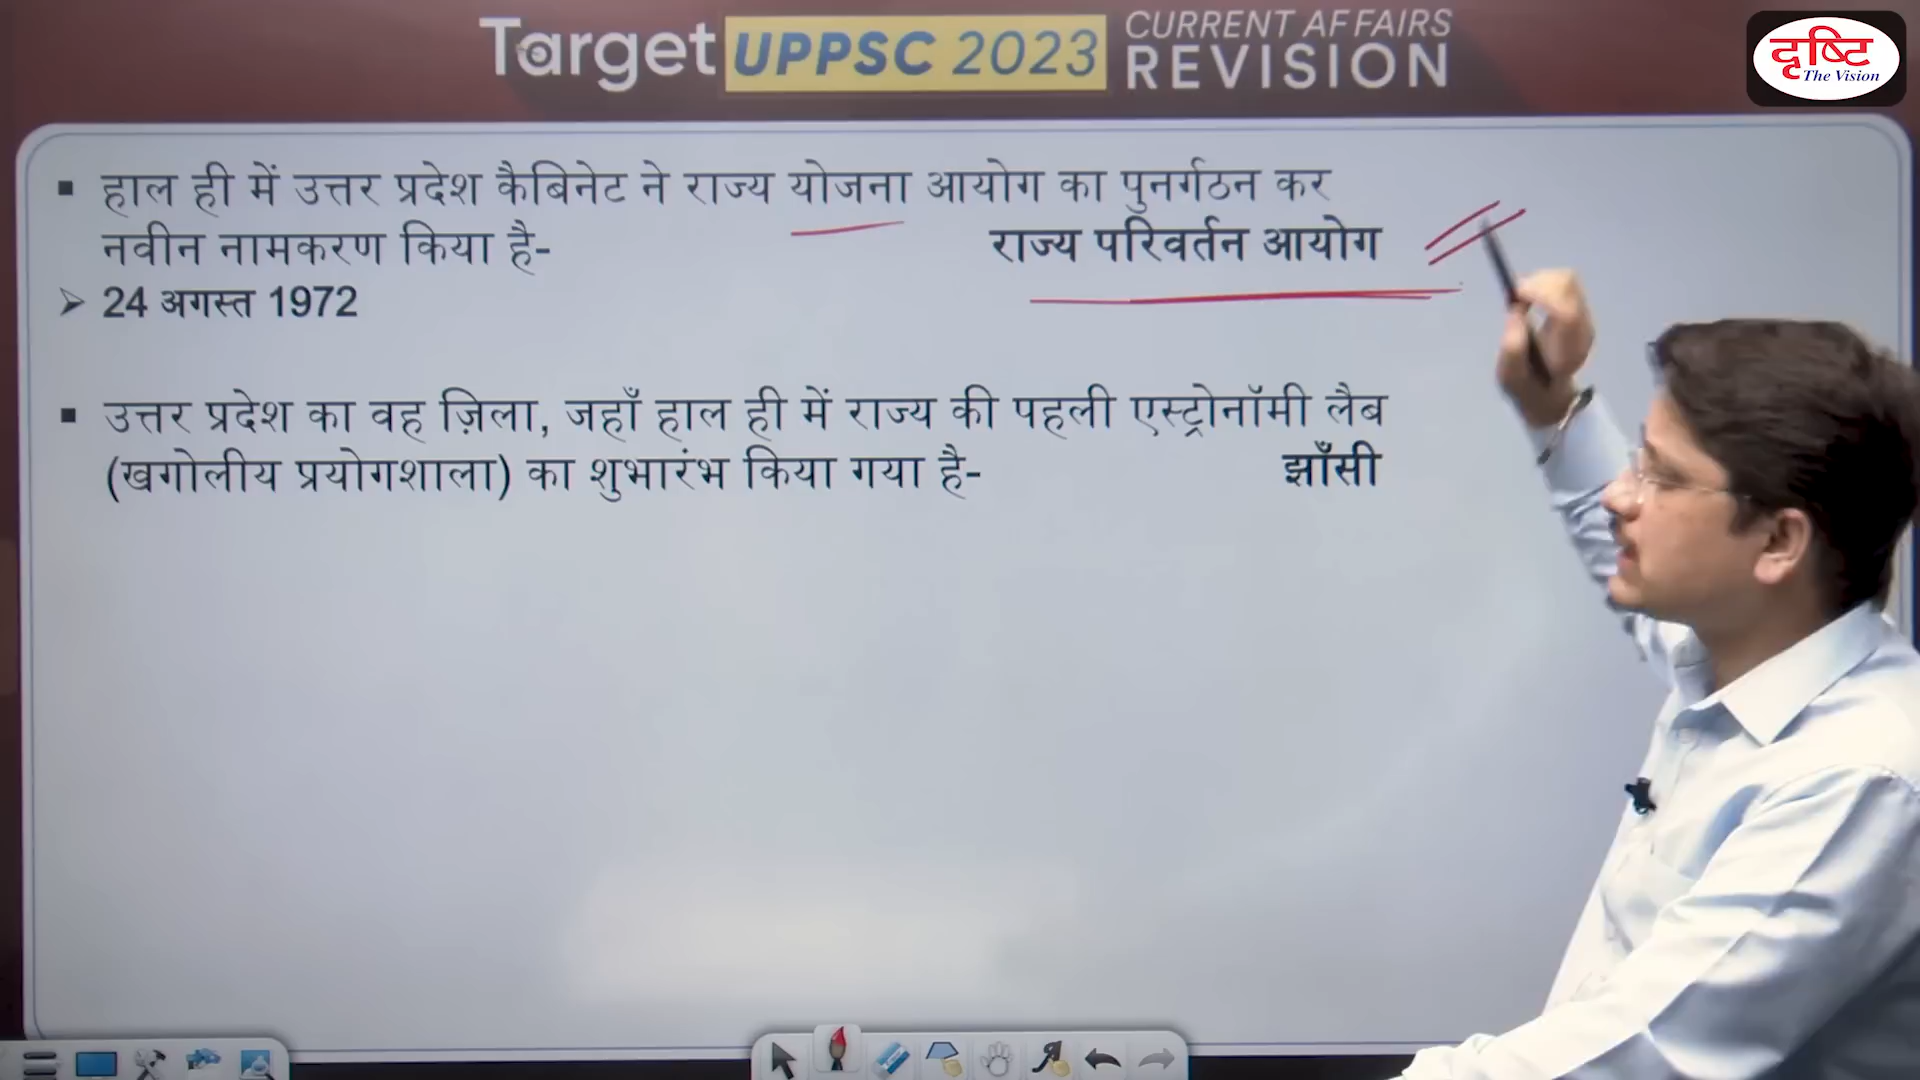 Target UPPSC 2023 CURRENT AFFAIRS REVISION
दृष्टि
The Vision
▪ हाल ही में उत्तर प्रदेश कैबिनेट ने राज्य योजना आयोग का पुनर्गठन कर
नवीन नामकरण किया है- राज्य परिवर्तन आयोग
➢ 24 अगस्त 1972
▪ उत्तर प्रदेश का वह ज़िला, जहाँ हाल ही में राज्य की पहली एस्ट्रोनॉमी लैब
(खगोलीय प्रयोगशाला) का शुभारंभ किया गया है- झाँसी